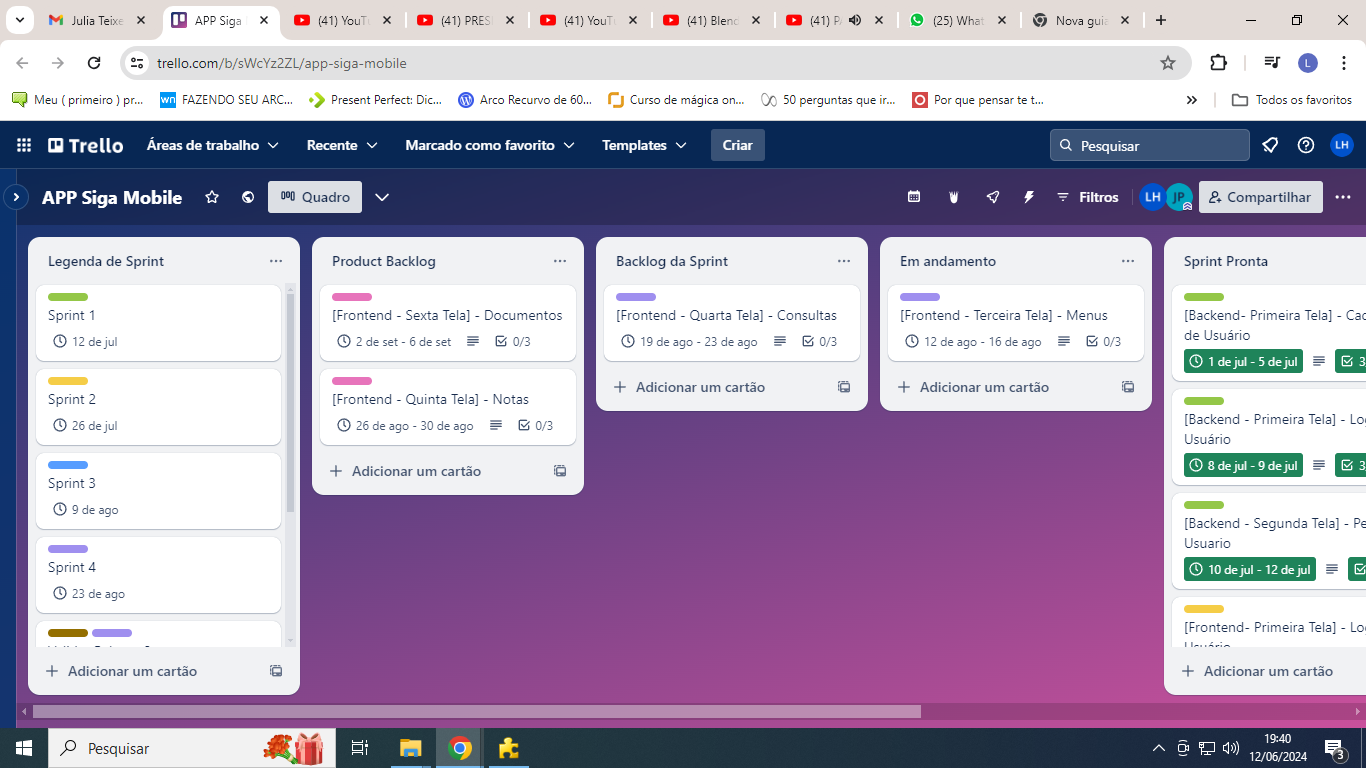 Julia Teixe
APP Siga
(41) YouTu
(41) PRES
(41) YouTu
(41) Blend
(41) PA
(25) What
Nova guia
trello.com/b/sWcYz2ZL/app-siga-mobile
L
Meu ( primeiro ) pr...
FAZENDO SEU ARC...
Present Perfect: Dic...
Arco Recurvo de 60...
Curso de mágica on...
50 perguntas que ir...
Por que pensar te t...
Todos os favoritos
Trello
Áreas de trabalho
Recente
Marcado como favorito
Templates
Criar
Pesquisar
LH
APP Siga Mobile
Quadro
Filtros
LH
JP
Compartilhar
Legenda de Sprint
Sprint 1
12 de jul
Sprint 2
26 de jul
Sprint 3
9 de ago
Sprint 4
23 de ago
Adicionar um cartão
Product Backlog
[Frontend - Sexta Tela] - Documentos
2 de set - 6 de set
0/3
[Frontend - Quinta Tela] - Notas
26 de ago - 30 de ago
0/3
Adicionar um cartão
Backlog da Sprint
[Frontend - Quarta Tela] - Consultas
19 de ago - 23 de ago
0/3
Adicionar um cartão
Em andamento
[Frontend - Terceira Tela] - Menus
12 de ago - 16 de ago
0/3
Adicionar um cartão
Sprint Pronta
[Backend- Primeira Tela] - Cad
de Usuário
1 de jul - 5 de jul
3
[Backend - Primeira Tela] - Log
Usuário
8 de jul - 9 de jul
3
[Backend - Segunda Tela] - Pe
Usuario
10 de jul - 12 de jul
[Frontend- Primeira Tela] - Log
Usuário
Adicionar um cartão
Pesquisar
19:40
12/06/2024
3